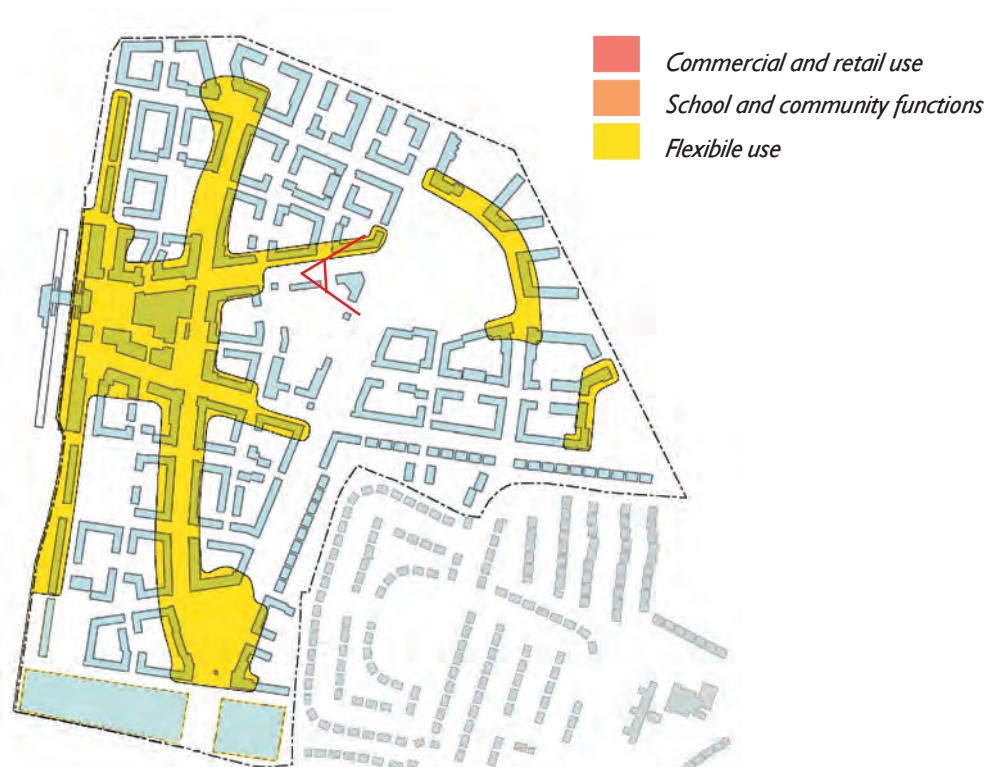 Commercial and retail use
School and community functions
Flexibile use